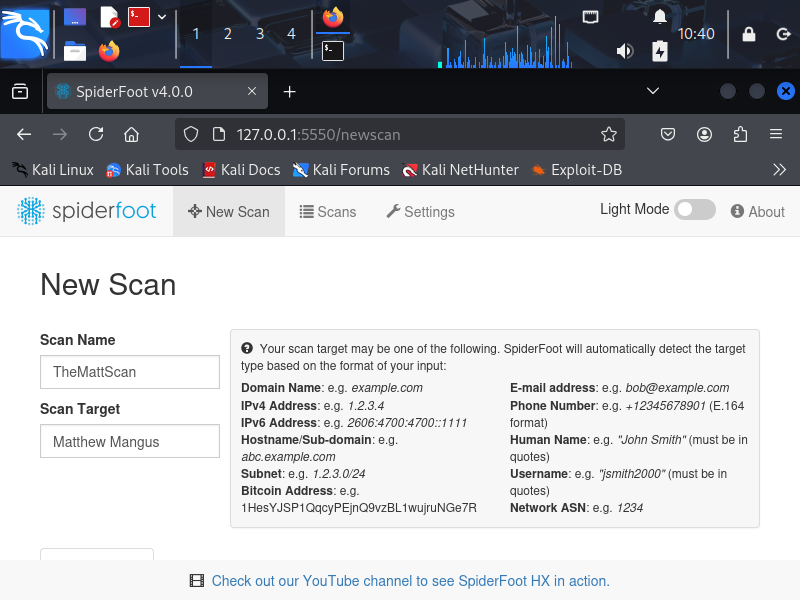 1 2 3 4
10:40
SpiderFoot v4.0.0
127.0.0.1:5550/newscan
Kali Linux Kali Tools Kali Docs Kali Forums Kali NetHunter Exploit-DB
spiderfoot New Scan Scans Settings Light Mode About
New Scan
Scan Name
TheMattScan
Scan Target
Matthew Mangus
Your scan target may be one of the following. SpiderFoot will automatically detect the target
type based on the format of your input:
Domain Name: e.g. example.com
IPv4 Address: e.g. 1.2.3.4
IPv6 Address: e.g. 2606:4700:4700::1111
Hostname/Sub-domain: e.g.
abc.example.com
Subnet: e.g. 1.2.3.0/24
Bitcoin Address: e.g.
1HesYJSP1QqcyPEjnQ9vzBL1wujruNGe7R
E-mail address: e.g. bob@example.com
Phone Number: e.g. +12345678901 (E.164
format)
Human Name: e.g. "John Smith" (must be in
quotes)
Username: e.g. "jsmith2000" (must be in
quotes)
Network ASN: e.g. 1234
Check out our YouTube channel to see SpiderFoot HX in action.